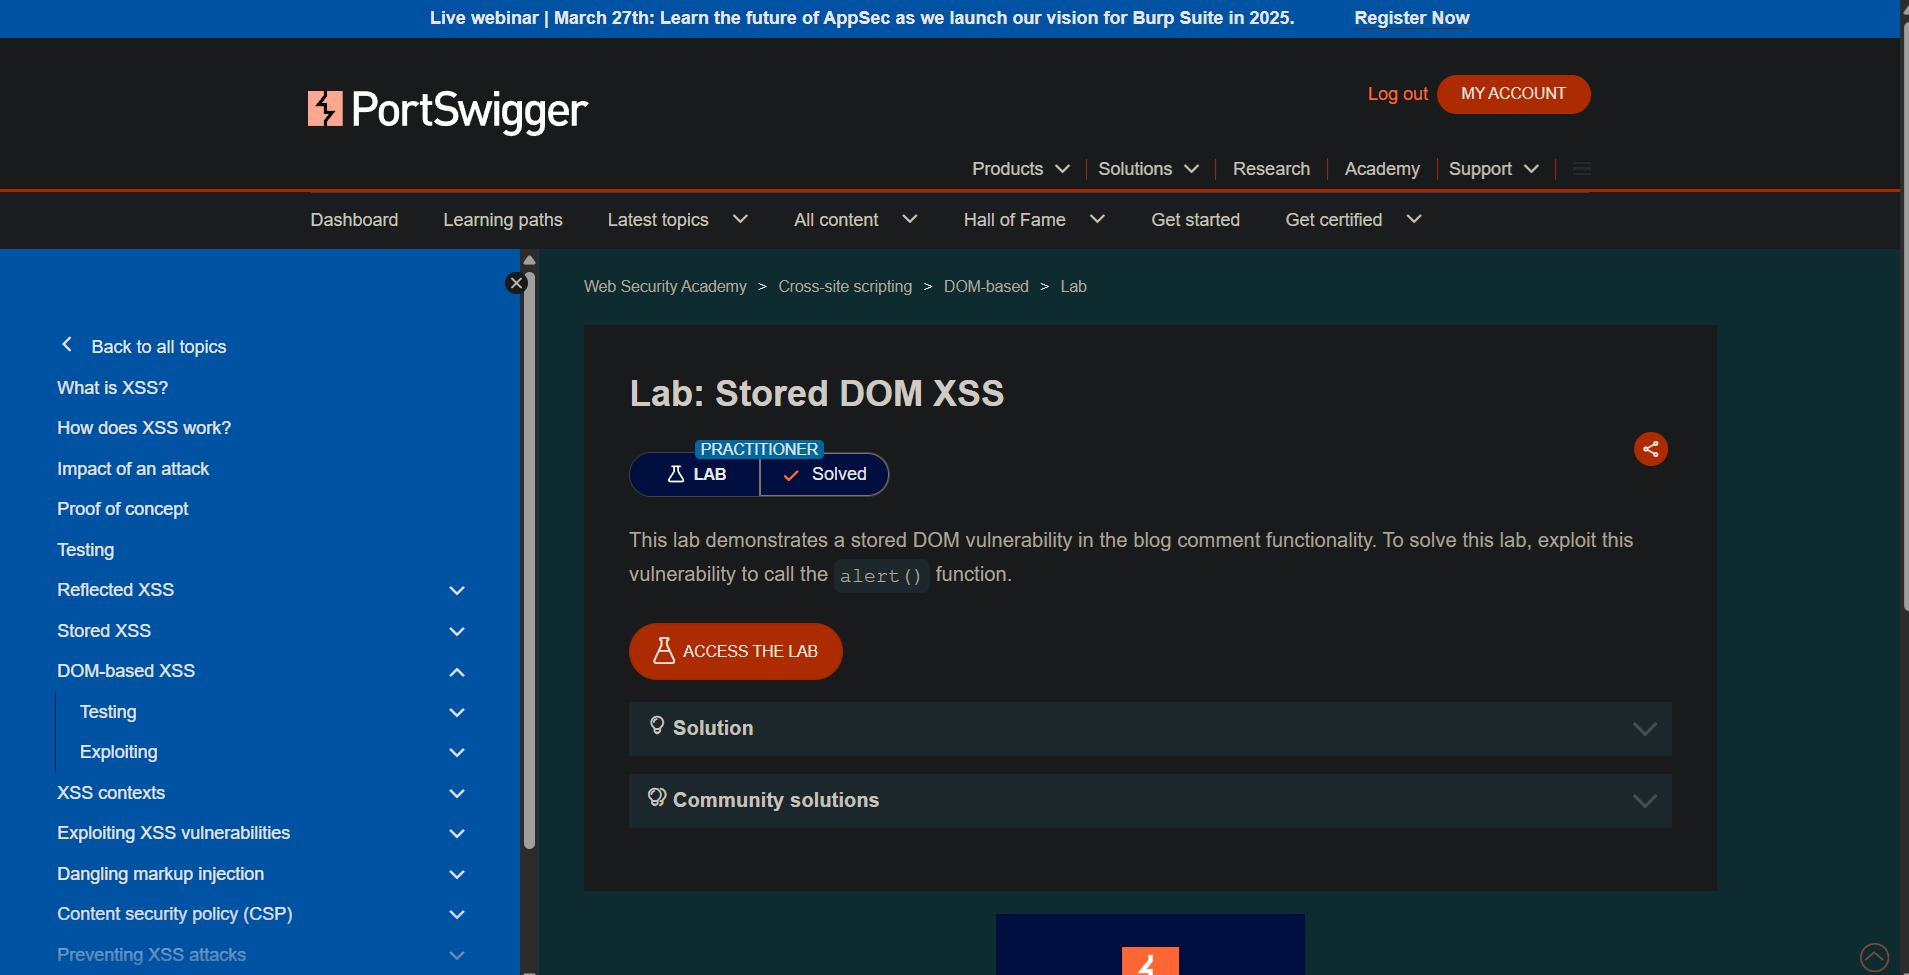 Live webinar | March 27th: Learn the future of AppSec as we launch our vision for Burp Suite in 2025. Register Now
PortSwigger
Log out MY ACCOUNT
Products Solutions Research Academy Support
Dashboard Learning paths Latest topics All content Hall of Fame Get started Get certified
Back to all topics
What is XSS?
How does XSS work?
Impact of an attack
Proof of concept
Testing
Reflected XSS
Stored XSS
DOM-based XSS
Testing
Exploiting
XSS contexts
Exploiting XSS vulnerabilities
Dangling markup injection
Content security policy (CSP)
Preventing XSS attacks
Web Security Academy > Cross-site scripting > DOM-based > Lab
Lab: Stored DOM XSS
PRACTITIONER
LAB Solved
This lab demonstrates a stored DOM vulnerability in the blog comment functionality. To solve this lab, exploit this
vulnerability to call the alert() function.
ACCESS THE LAB
Solution
Community solutions